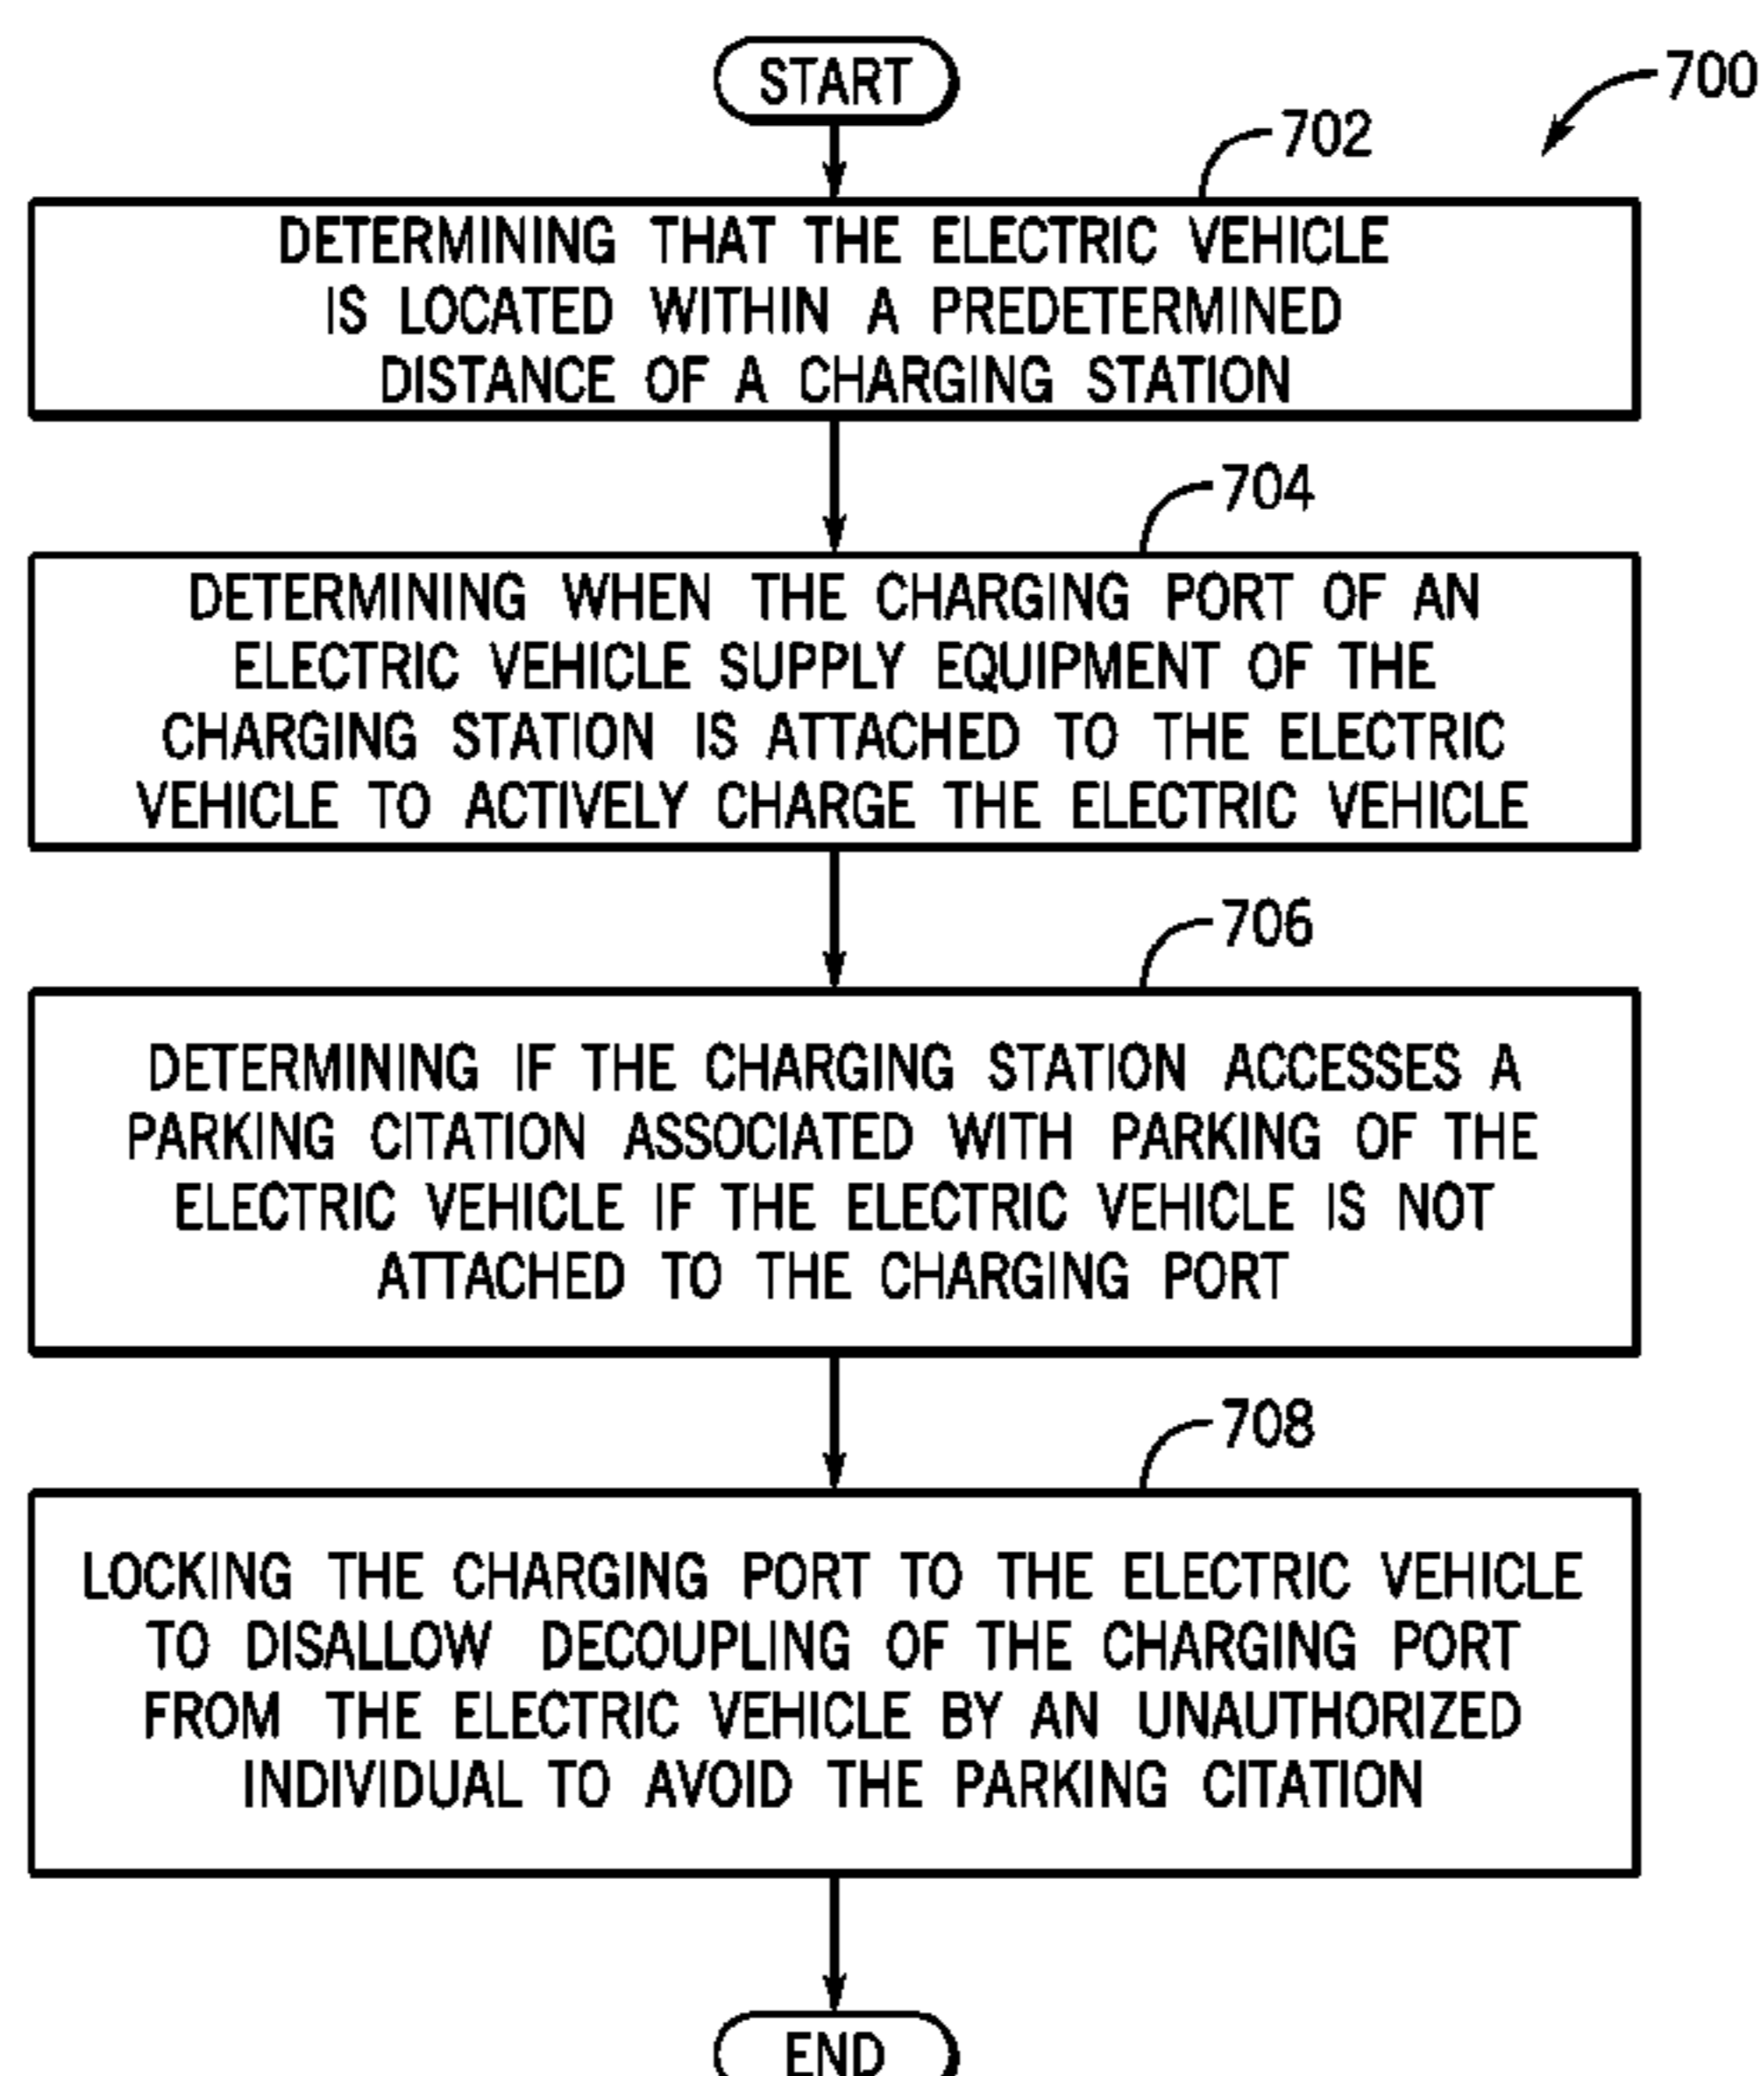 START
700
702
DETERMINING THAT THE ELECTRIC VEHICLE
IS LOCATED WITHIN A PREDETERMINED
DISTANCE OF A CHARGING STATION
704
DETERMINING WHEN THE CHARGING PORT OF AN
ELECTRIC VEHICLE SUPPLY EQUIPMENT OF THE
CHARGING STATION IS ATTACHED TO THE ELECTRIC
VEHICLE TO ACTIVELY CHARGE THE ELECTRIC VEHICLE
706
DETERMINING IF THE CHARGING STATION ACCESSES A
PARKING CITATION ASSOCIATED WITH PARKING OF THE
ELECTRIC VEHICLE IF THE ELECTRIC VEHICLE IS NOT
ATTACHED TO THE CHARGING PORT
708
LOCKING THE CHARGING PORT TO THE ELECTRIC VEHICLE
TO DISALLOW DECOUPLING OF THE CHARGING PORT
FROM THE ELECTRIC VEHICLE BY AN UNAUTHORIZED
INDIVIDUAL TO AVOID THE PARKING CITATION
END